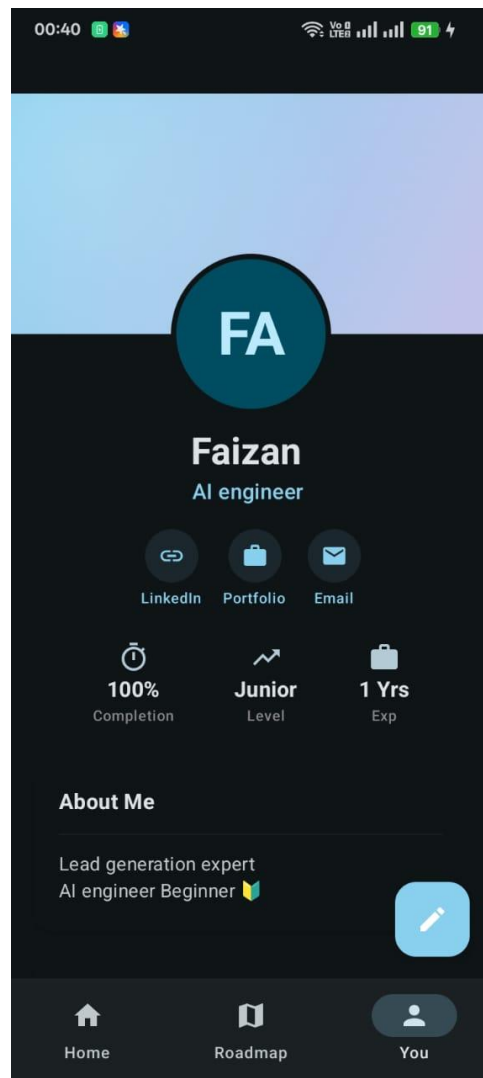 00:40 Vo LTE 91
FA
Faizan
AI engineer
LinkedIn Portfolio Email
100% Junior 1 Yrs
Completion Level Exp
About Me
Lead generation expert
AI engineer Beginner 🔰
Home Roadmap You